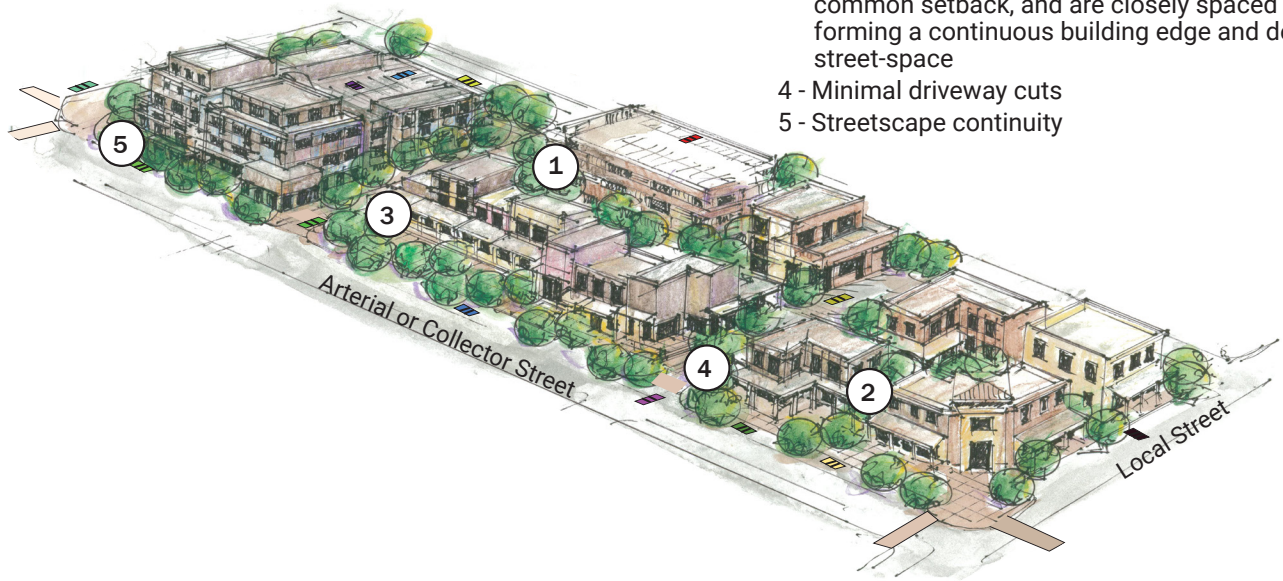 common setback, and are closely spaced
forming a continuous building edge and
street-space
4 - Minimal driveway cuts
5 - Streetscape continuity
5
1
3
Arterial or Collector Street
4
2
Local Street